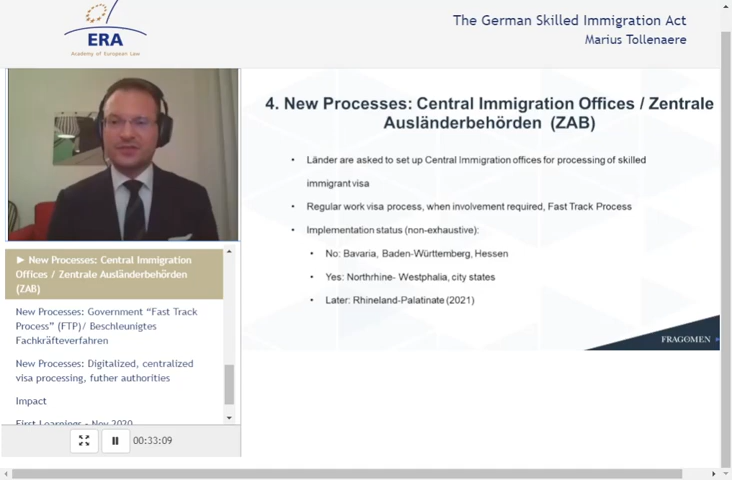 ERA
Academy of European Law
The German Skilled Immigration Act
Marius Tollenaere
4. New Processes: Central Immigration Offices / Zentrale
Ausländerbehörden (ZAB)
• Länder are asked to set up Central Immigration offices for processing of skilled
immigrant visa
• Regular work visa process, when involvement required, Fast Track Process
• Implementation status (non-exhaustive):
• No: Bavaria, Baden-Württemberg, Hessen
• Yes: Northrhine- Westphalia, city states
• Later: Rhineland-Palatinate (2021)
FRAGOMEN
► New Processes: Central Immigration
Offices / Zentrale Ausländerbehörden
(ZAB)
New Processes: Government “Fast Track
Process” (FTP)/ Beschleunigtes
Fachkräfteverfahren
New Processes: Digitalized, centralized
visa processing, futher authorities
Impact
First Learnings - Nov 2020
00:33:09